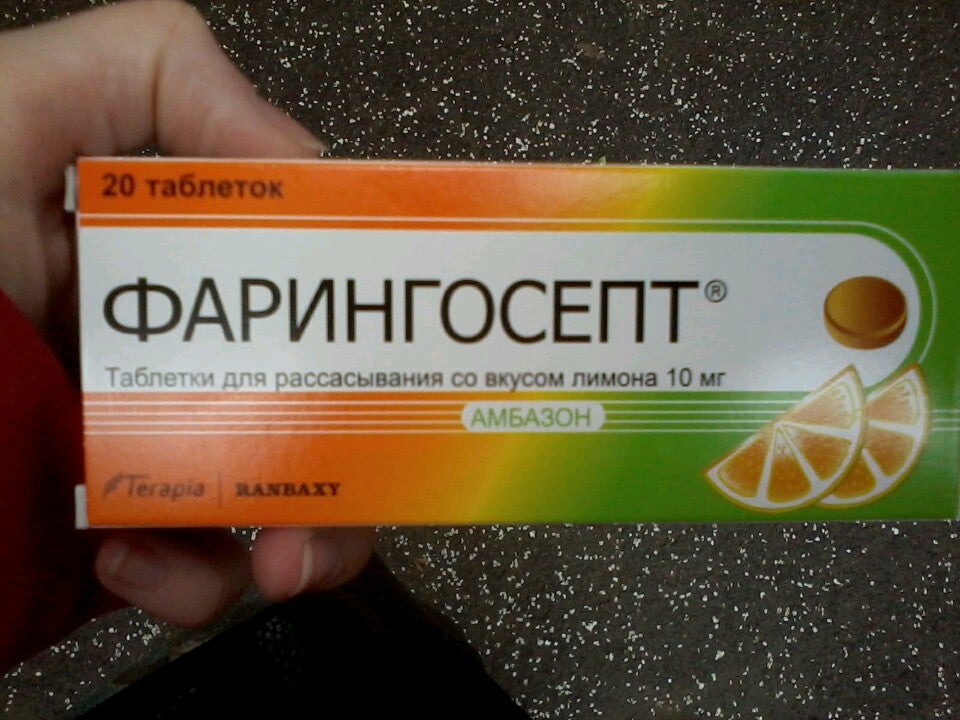 20 таблеток
ФАРИНГОСЕПТ®
Таблетки для рассасывания со вкусом лимона 10 мг
АМБАЗОН
Terapia | RANBAXY